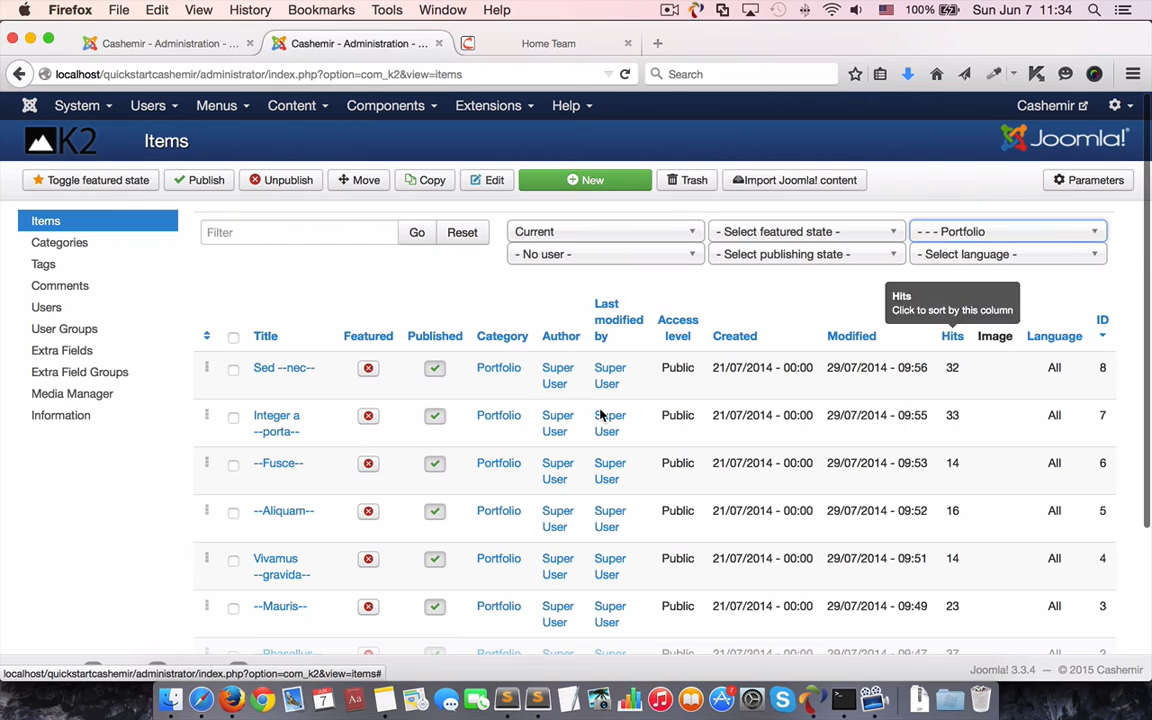 Firefox File Edit View History Bookmarks Tools Window Help 100% Sun Jun 7 11:34
Cashemir - Administration - ... × Cashemir - Administration - ... × Home Team ×
localhost/quickstartcashemir/administrator/index.php?option=com_k2&view=items Search
System Users Menus Content Components Extensions Help Cashemir
K2 Items Joomla!
Toggle featured state Publish Unpublish Move Copy Edit New Trash Import Joomla! content Parameters
Items
Categories
Tags
Comments
Users
User Groups
Extra Fields
Extra Field Groups
Media Manager
Information
Filter Go Reset Current - Select featured state - - - - Portfolio
- No user - - Select publishing state - - Select language -
Hits
Click to sort by this column
Title Featured Published Category Author Last modified by Access level Created Modified Hits Image Language ID
Sed --nec-- Portfolio Super User Super User Public 21/07/2014 - 00:00 29/07/2014 - 09:56 32 All 8
Integer a --porta-- Portfolio Super User Super User Public 21/07/2014 - 00:00 29/07/2014 - 09:55 33 All 7
--Fusce-- Portfolio Super User Super User Public 21/07/2014 - 00:00 29/07/2014 - 09:53 14 All 6
--Aliquam-- Portfolio Super User Super User Public 21/07/2014 - 00:00 29/07/2014 - 09:52 16 All 5
Vivamus --gravida-- Portfolio Super User Super User Public 21/07/2014 - 00:00 29/07/2014 - 09:51 14 All 4
--Mauris-- Portfolio Super User Super User Public 21/07/2014 - 00:00 29/07/2014 - 09:49 23 All 3
localhost/quickstartcashemir/administrator/index.php?option=com_k2&view=items# Joomla! 3.3.4 — © 2015 Cashemir